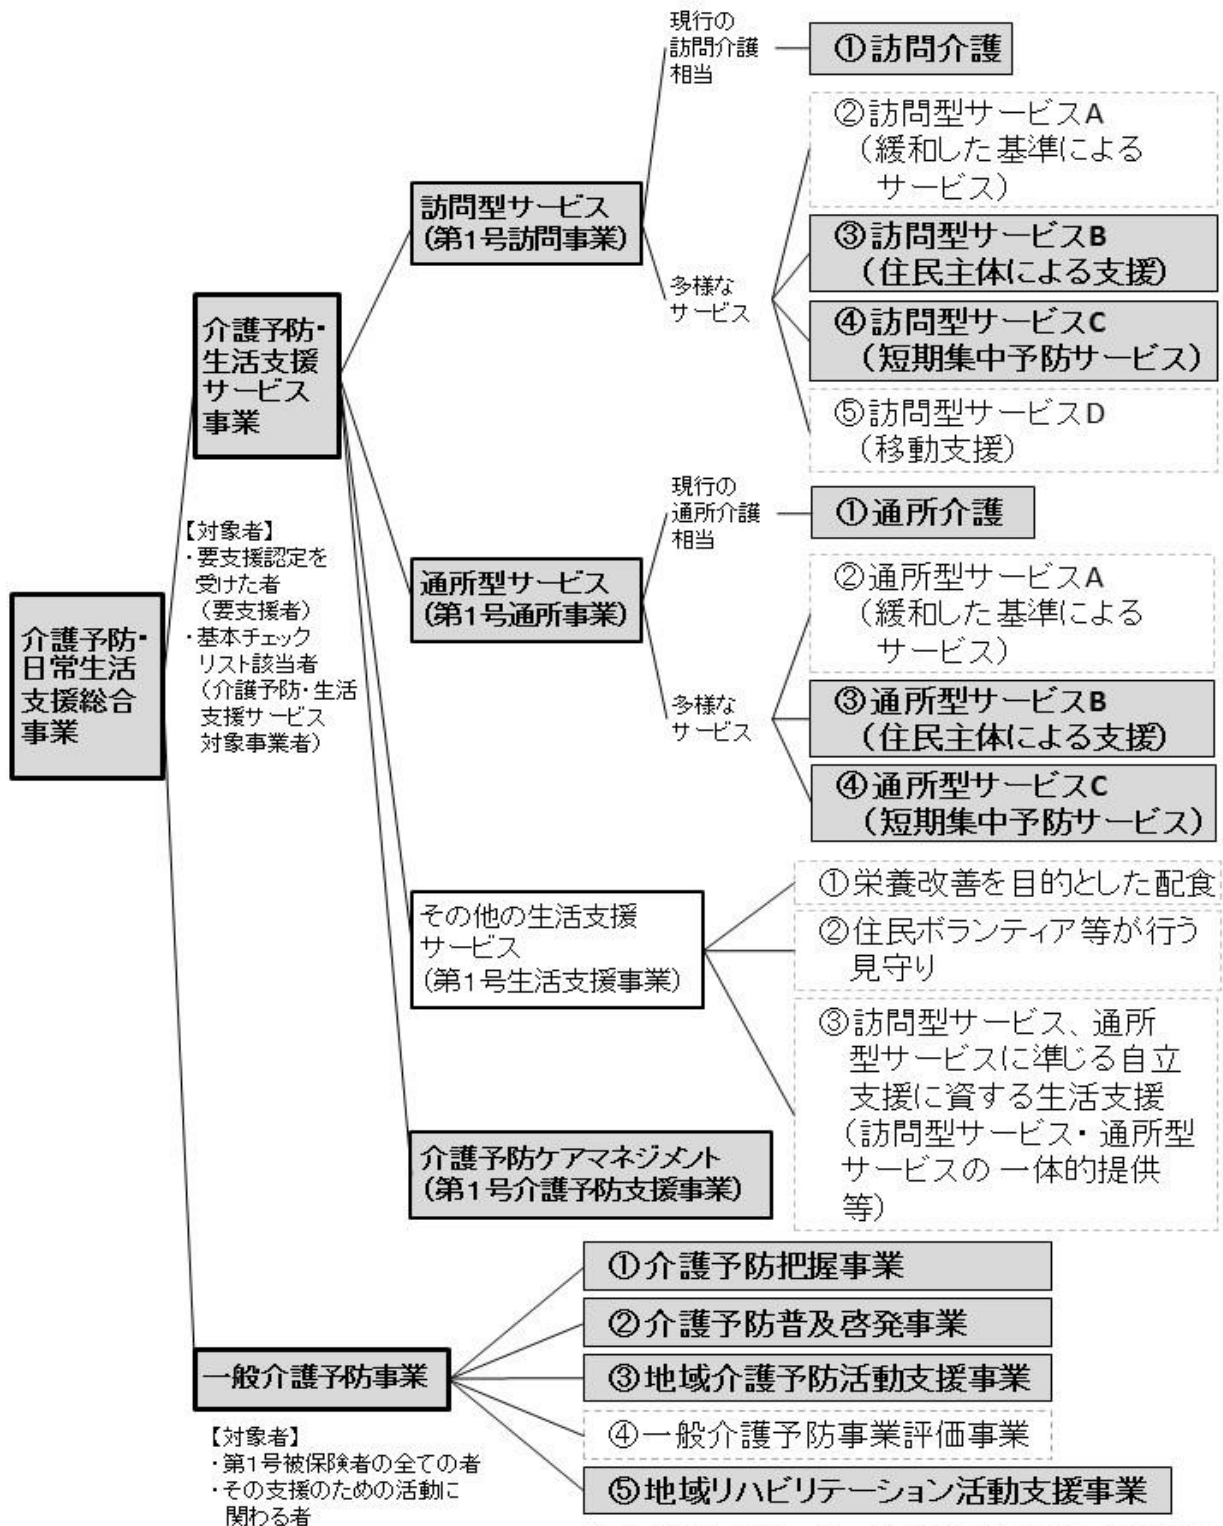 介護予防・
日常生活
支援総合
事業
介護予防・
生活支援
サービス
事業
【対象者】
・要支援認定を
受けた者
（要支援者）
・基本チェック
リスト該当者
（介護予防・生活
支援サービス
対象事業者）
訪問型サービス
（第1号訪問事業）
現行の
訪問介護
相当
①訪問介護
多様な
サービス
②訪問型サービスA
（緩和した基準による
サービス）
③訪問型サービスB
（住民主体による支援）
④訪問型サービスC
（短期集中予防サービス）
⑤訪問型サービスD
（移動支援）
通所型サービス
（第1号通所事業）
現行の
通所介護
相当
①通所介護
多様な
サービス
②通所型サービスA
（緩和した基準による
サービス）
③通所型サービスB
（住民主体による支援）
④通所型サービスC
（短期集中予防サービス）
その他の生活支援
サービス
（第1号生活支援事業）
①栄養改善を目的とした配食
②住民ボランティア等が行う
見守り
③訪問型サービス、通所
型サービスに準じる自立
支援に資する生活支援
（訪問型サービス・通所型
サービスの一体的提供
等）
介護予防ケアマネジメント
（第1号介護予防支援事業）
一般介護予防事業
【対象者】
・第1号被保険者の全ての者
・その支援のための活動に
関わる者
①介護予防把握事業
②介護予防普及啓発事業
③地域介護予防活動支援事業
④一般介護予防事業評価事業
⑤地域リハビリテーション活動支援事業